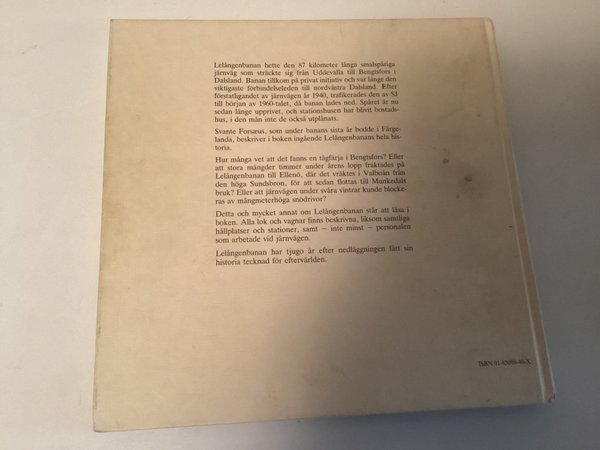 Lelångenbanan hette den 87 kilometer långa smalspåriga
järnväg som sträckte sig från Uddevalla till Bengtsfors i
Dalsland. Banan tillkom på privat initiativ och var länge den
viktigaste förbindelseleden till nordvästra Dalsland. Efter
förstatligandet av järnvägen år 1940, trafikerades den av SJ
till början av 1960-talet, då banan lades ned. Spåret är nu
sedan länge upprivet, och stationshusen har blivit bostads-
hus, i den mån inte de också utplånats.
Svante Forsæus, som under banans sista år bodde i Färge-
landa, beskriver i boken ingående Lelångenbanans hela his-
toria.
Hur många vet att det fanns en tågfärja i Bengtsfors? Eller
att stora mängder timmer under årens lopp fraktades på
Lelångenbanan till Ellenö, där det vräktes i Valboån från
den höga Sundsbron, för att sedan flottas till Munkedals
bruk? Eller att järnvägen under svåra vintrar kunde blocke-
ras av mångmeterhöga snödrivor?
Detta och mycket annat om Lelångenbanan står att läsa i
boken. Alla lok och vagnar finns beskrivna, liksom samtliga
hållplatser och stationer, samt – inte minst – personalen
som arbetade vid järnvägen.
Lelångenbanan har tjugo år efter nedläggningen fått sin
historia tecknad för eftervärlden.
ISBN 91-85098-40-X